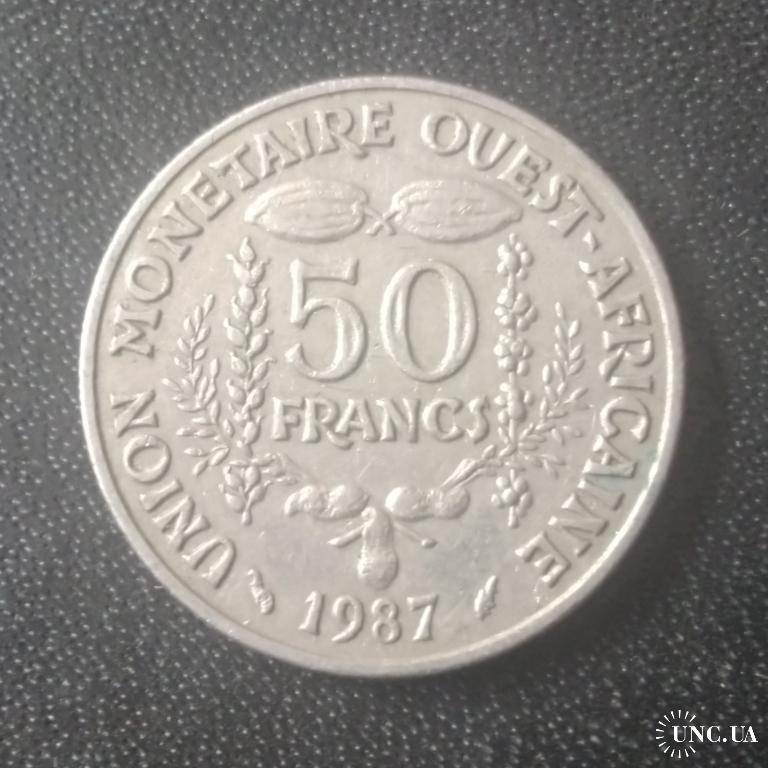 UNION MONETAIRE OUEST-AFRICAINE
50
FRANCS
1987
UNC.UA